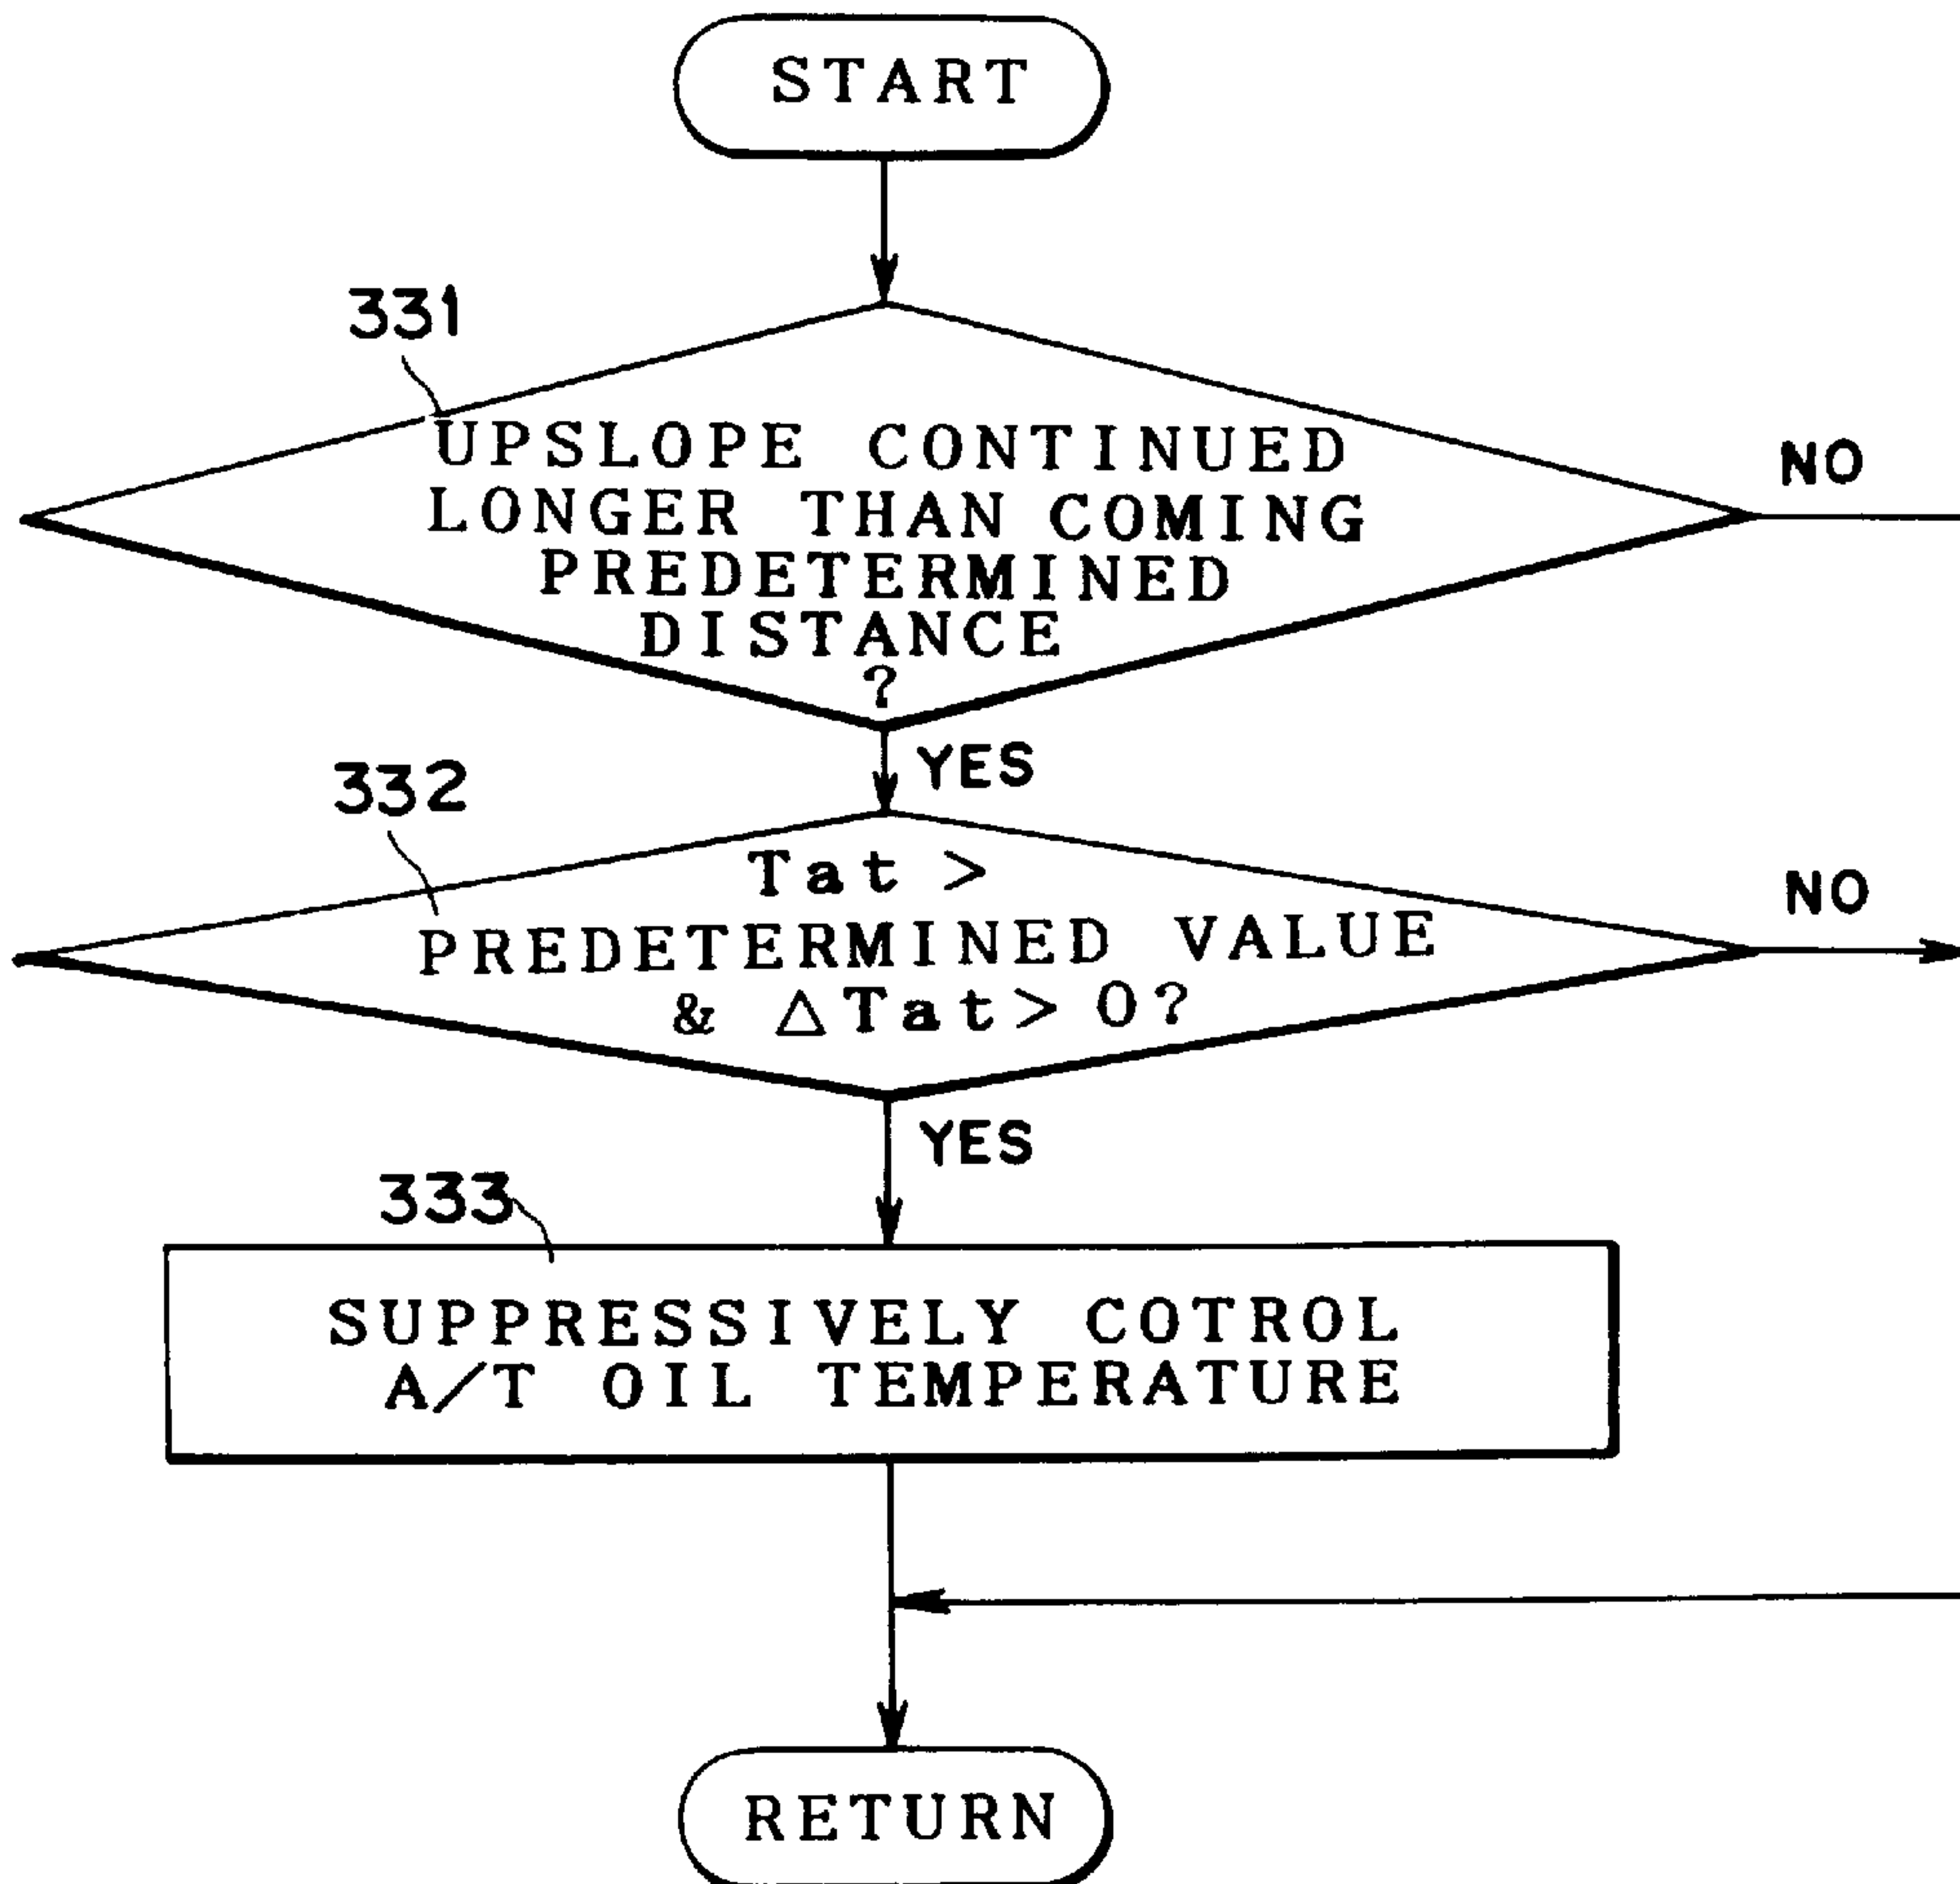 START
331
UPSLOPE CONTINUED
LONGER THAN COMING
PREDETERMINED
DISTANCE
?
NO
YES
332
Tat >
PREDETERMINED VALUE
& △Tat> 0?
NO
YES
333
SUPPRESSIVELY COTROL
A/T OIL TEMPERATURE
RETURN